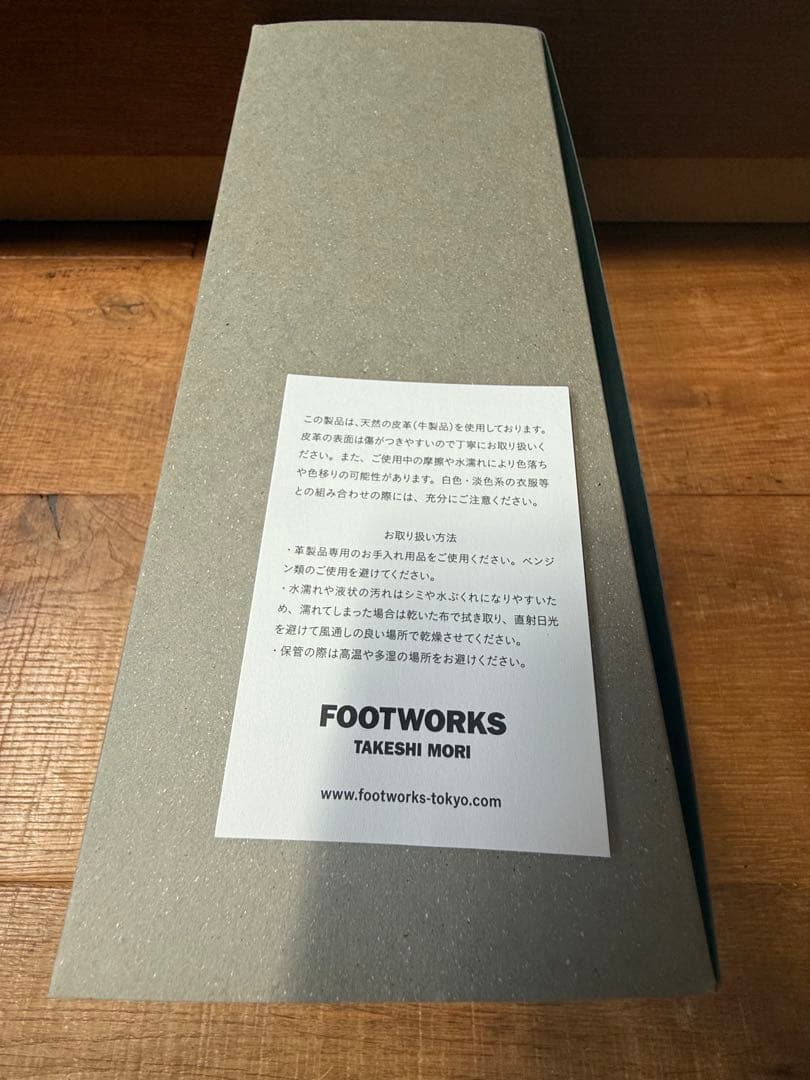 この製品は、天然の皮革(牛製品)を使用しております。
皮革の表面は傷がつきやすいので丁寧にお取り扱いく
ださい。また、ご使用中の摩擦や水濡れにより色落ち
や色移りの可能性があります。白色・淡色系の衣服等
との組み合わせの際には、充分にご注意ください。
お取り扱い方法
・革製品専用のお手入れ用品をご使用ください。ベンジ
ン類のご使用を避けてください。
・水濡れや液状の汚れはシミや水ぶくれになりやすいた
め、濡れてしまった場合は乾いた布で拭き取り、直射日光
を避けて風通しの良い場所で乾燥させてください。
・保管の際は高温や多湿の場所をお避けください。
FOOTWORKS
TAKESHI MORI
www.footworks-tokyo.com